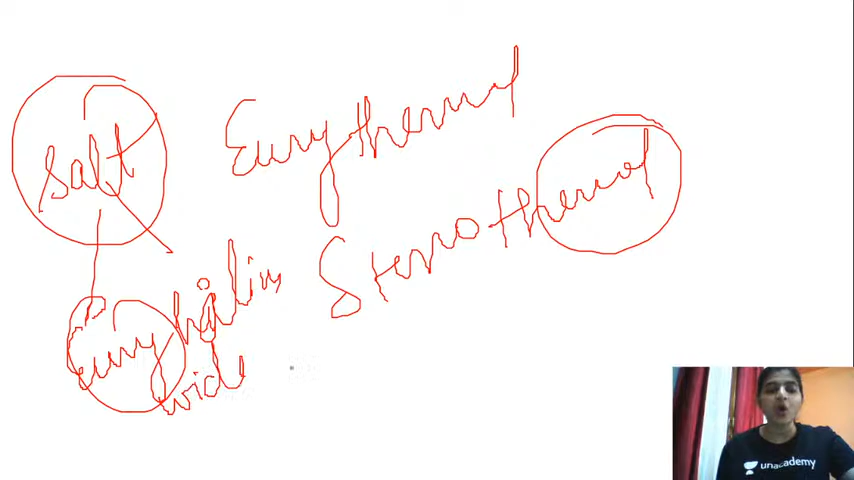 Eurythermal
Salt
Stenothermal
Euryhaline
wide
unacademy